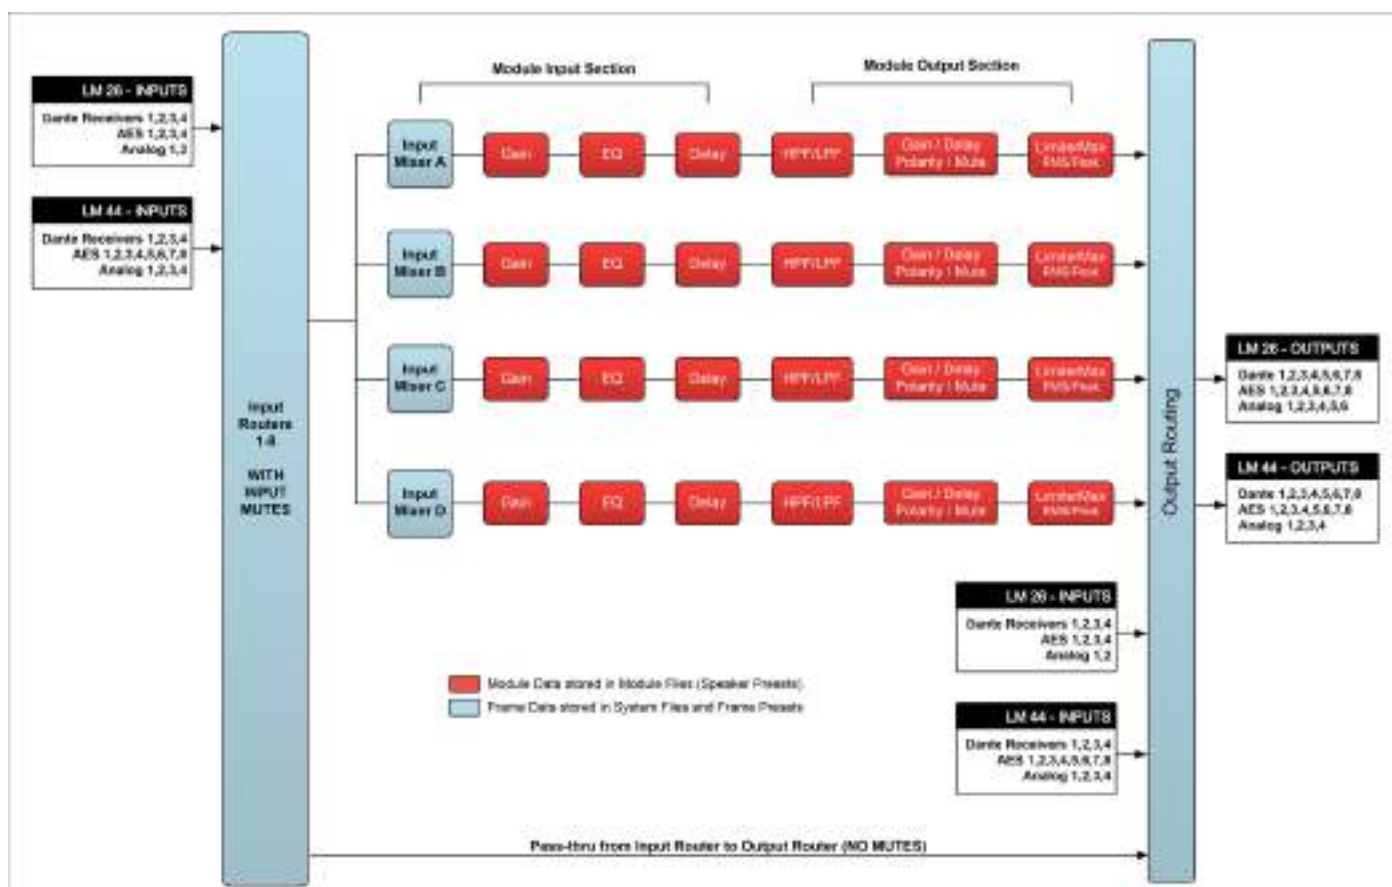 Module Input Section
Module Output Section
LM 26 - INPUTS
Dante Receivers 1,2,3,4
AES 1,2,3,4
Analog 1,2
LM 44 - INPUTS
Dante Receivers 1,2,3,4
AES 1,2,3,4,5,6,7,8
Analog 1,2,3,4
Input
Routers
1-8
WITH
INPUT
MUTES
Input
Mixer A
Gain
EQ
Delay
HPF/LPF
Gain / Delay
Polarity / Mute
LimiterMax
RMS/Peak
Input
Mixer B
Gain
EQ
Delay
HPF/LPF
Gain / Delay
Polarity / Mute
LimiterMax
RMS/Peak
Input
Mixer C
Gain
EQ
Delay
HPF/LPF
Gain / Delay
Polarity / Mute
LimiterMax
RMS/Peak
Input
Mixer D
Gain
EQ
Delay
HPF/LPF
Gain / Delay
Polarity / Mute
LimiterMax
RMS/Peak
Output Routing
LM 26 - OUTPUTS
Dante 1,2,3,4,5,6,7,8
AES 1,2,3,4,5,6,7,8
Analog 1,2,3,4,5,6
LM 44 - OUTPUTS
Dante 1,2,3,4,5,6,7,8
AES 1,2,3,4,5,6,7,8
Analog 1,2,3,4
LM 26 - INPUTS
Dante Receivers 1,2,3,4
AES 1,2,3,4
Analog 1,2
LM 44 - INPUTS
Dante Receivers 1,2,3,4
AES 1,2,3,4,5,6,7,8
Analog 1,2,3,4
Module Data stored in Module Files (Speaker Presets)
Frame Data stored in System Files and Frame Presets
Pass-thru from Input Router to Output Router (NO MUTES)